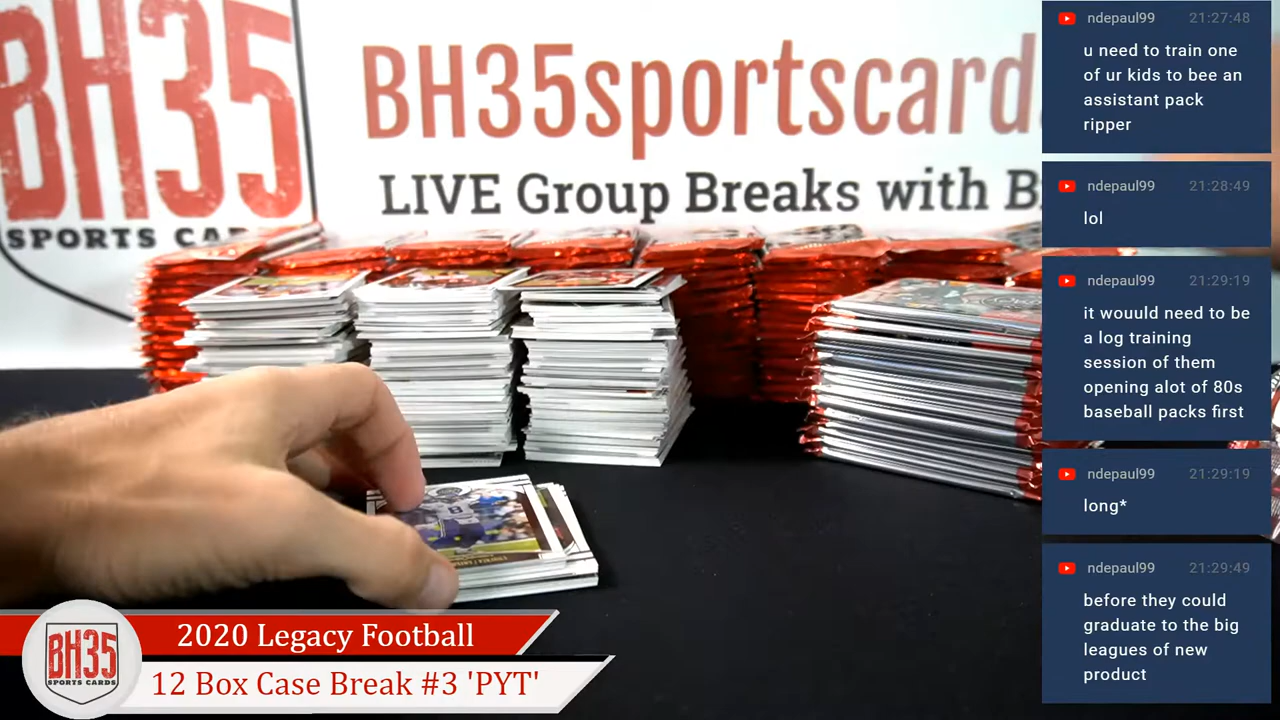 BH35
SPORTS CAR
BH35sportscard
LIVE Group Breaks with B
ndepaul99 21:27:48
u need to train one
of ur kids to bee an
assistant pack
ripper
ndepaul99 21:28:49
lol
ndepaul99 21:29:19
it wouuld need to be
a log training
session of them
opening alot of 80s
baseball packs first
ndepaul99 21:29:19
long*
ndepaul99 21:29:49
before they could
graduate to the big
leagues of new
product
8
BH35
SPORTS CARDS
2020 Legacy Football
12 Box Case Break #3 'PYT'